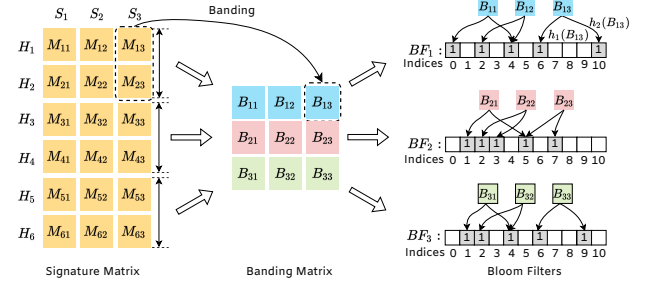 S₁ S₂ S₃
H₁ M₁₁ M₁₂ M₁₃
H₂ M₂₁ M₂₂ M₂₃
H₃ M₃₁ M₃₂ M₃₃
H₄ M₄₁ M₄₂ M₄₃
H₅ M₅₁ M₅₂ M₅₃
H₆ M₆₁ M₆₂ M₆₃
Signature Matrix
Banding
B₁₁ B₁₂ B₁₃
B₂₁ B₂₂ B₂₃
B₃₁ B₃₂ B₃₃
Banding Matrix
B₁₁ B₁₂ B₁₃
h₂(B₁₃)
h₁(B₁₃)
BF₁: 1 1 1 1 1
Indices 0 1 2 3 4 5 6 7 8 9 10
B₂₁ B₂₂ B₂₃
BF₂: 1 1 1 1 1
Indices 0 1 2 3 4 5 6 7 8 9 10
B₃₁ B₃₂ B₃₃
BF₃: 1 1 1 1 1
Indices 0 1 2 3 4 5 6 7 8 9 10
Bloom Filters